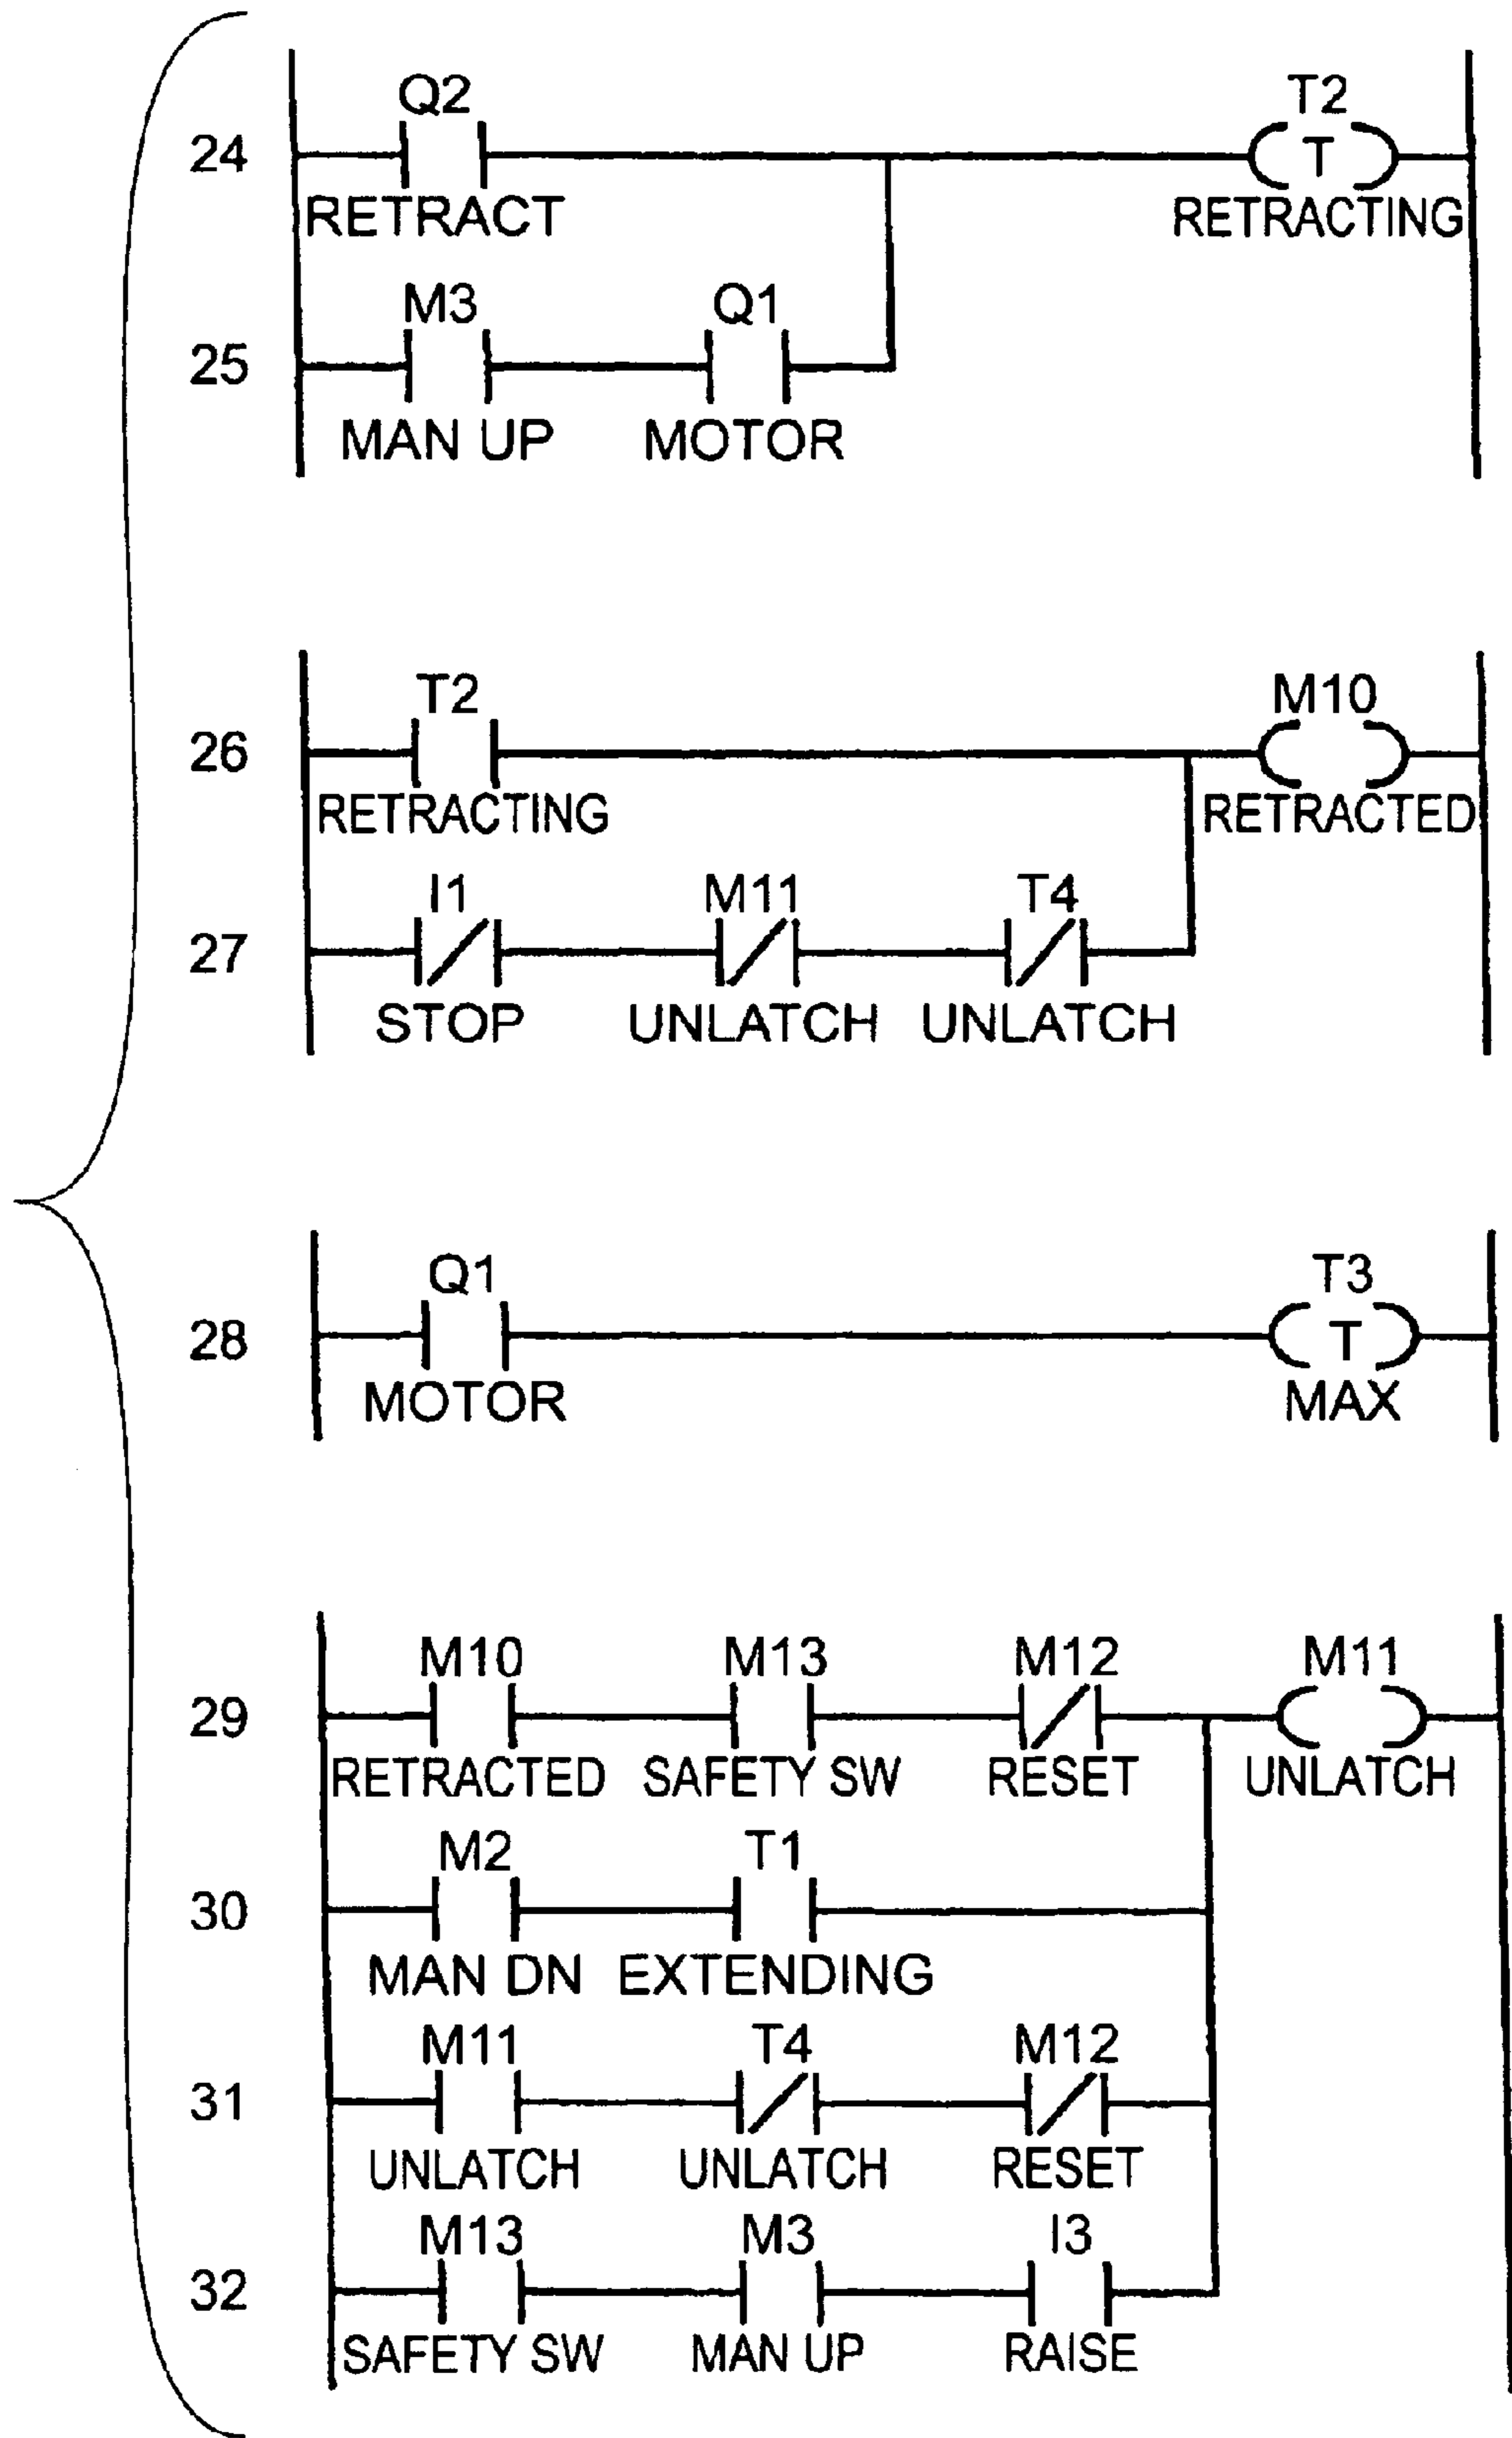 Q2 T2
24 T
RETRACT RETRACTING
M3 Q1
25
MAN UP MOTOR
T2 M10
26
RETRACTING RETRACTED
I1 M11 T4
27
STOP UNLATCH UNLATCH
Q1 T3
28 T
MOTOR MAX
M10 M13 M12 M11
29
RETRACTED SAFETY SW RESET UNLATCH
M2 T1
30
MAN DN EXTENDING
M11 T4 M12
31
UNLATCH UNLATCH RESET
M13 M3 I3
32
SAFETY SW MAN UP RAISE